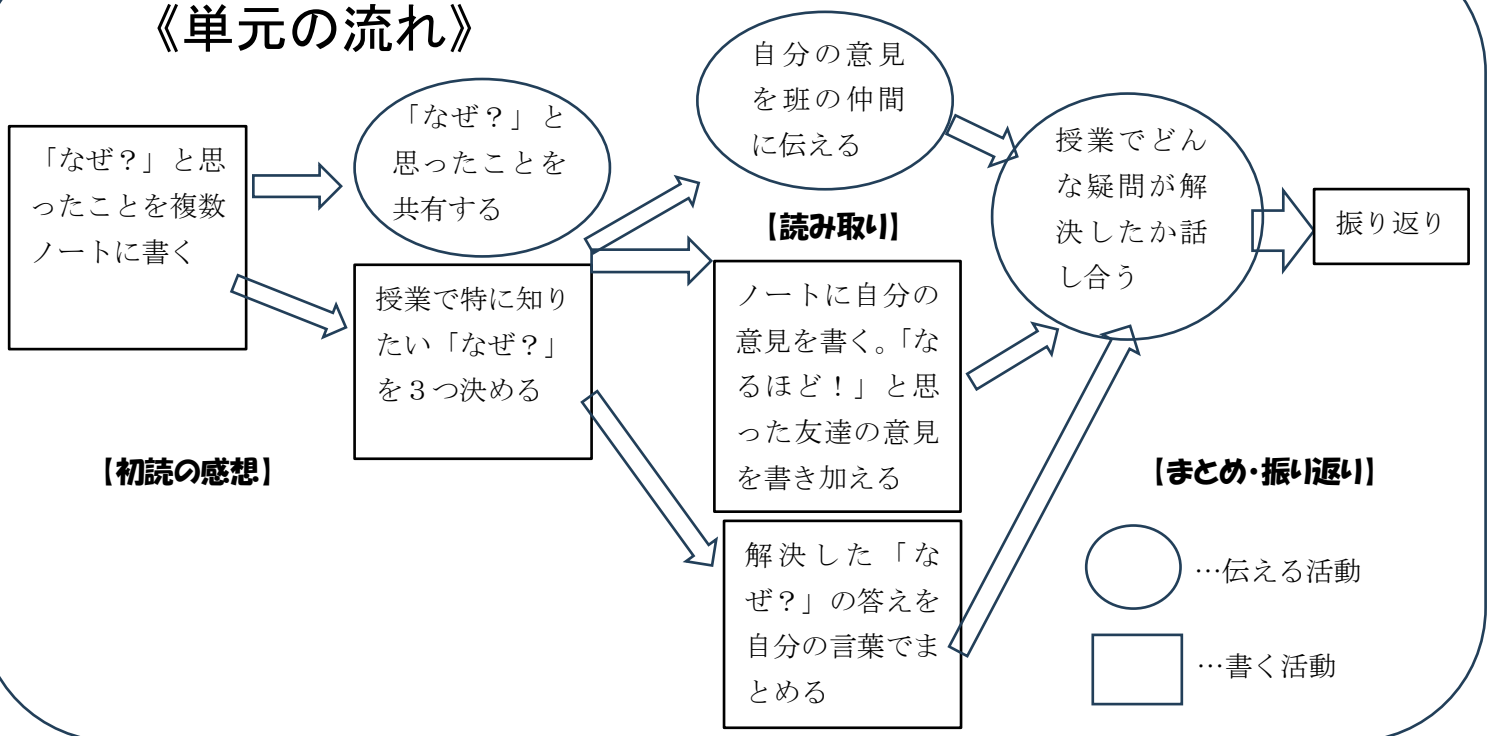 《単元の流れ》
「なぜ?」と思
ったことを複数
ノートに書く
「なぜ?」と
思ったことを
共有する
授業で特に知り
たい「なぜ?」
を3つ決める
【初読の感想】
自分の意見
を班の仲間
に伝える
【読み取り】
ノートに自分の
意見を書く。「な
るほど!」と思
った友達の意見
を書き加える
解決した「な
ぜ?」の答えを
自分の言葉でま
とめる
授業でどん
な疑問が解
決したか話
し合う
振り返り
【まとめ・振り返り】
…伝える活動
…書く活動